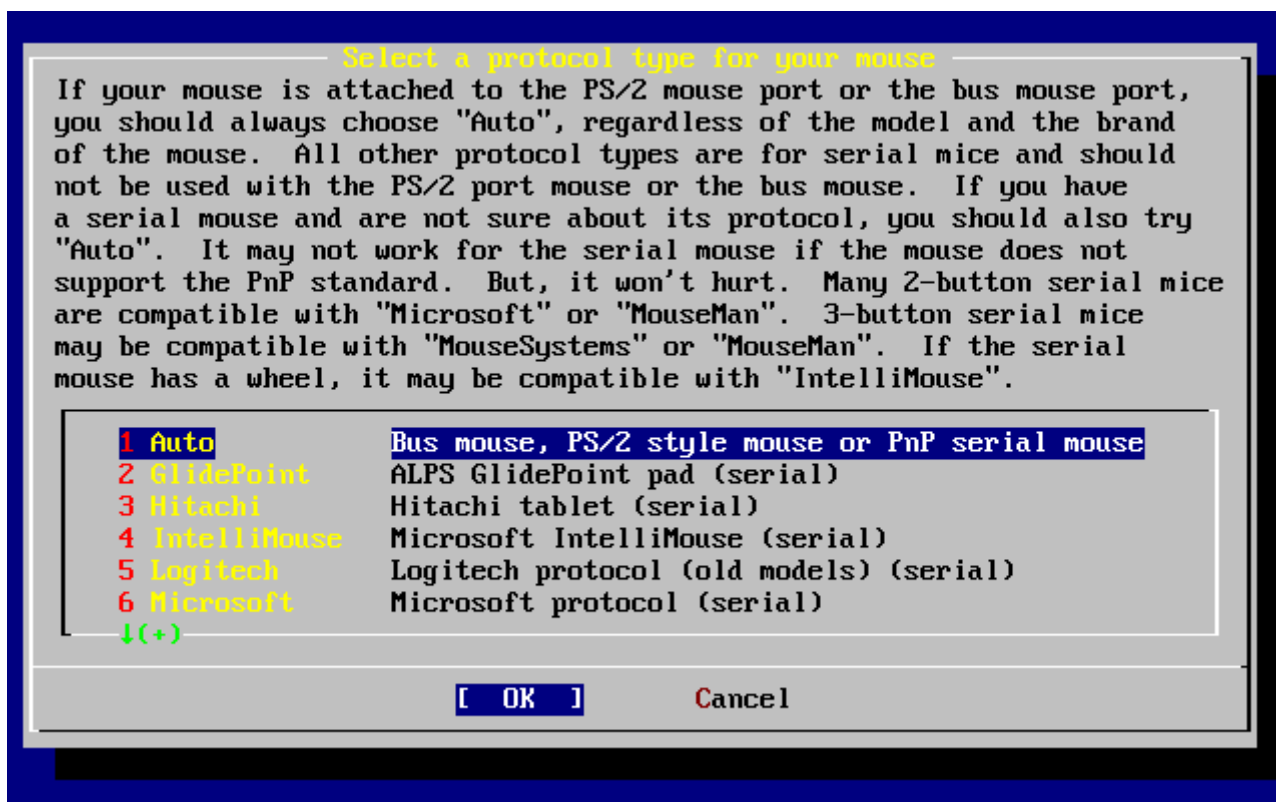 Select a protocol type for your mouse
If your mouse is attached to the PS/2 mouse port or the bus mouse port,
you should always choose "Auto", regardless of the model and the brand
of the mouse.  All other protocol types are for serial mice and should
not be used with the PS/2 port mouse or the bus mouse.  If you have
a serial mouse and are not sure about its protocol, you should also try
"Auto".  It may not work for the serial mouse if the mouse does not
support the PnP standard.  But, it won't hurt.  Many 2-button serial mice
are compatible with "Microsoft" or "MouseMan".  3-button serial mice
may be compatible with "MouseSystems" or "MouseMan".  If the serial
mouse has a wheel, it may be compatible with "IntelliMouse".
1 Auto Bus mouse, PS/2 style mouse or PnP serial mouse
2 GlidePoint ALPS GlidePoint pad (serial)
3 Hitachi Hitachi tablet (serial)
4 IntelliMouse Microsoft IntelliMouse (serial)
5 Logitech Logitech protocol (old models) (serial)
6 Microsoft Microsoft protocol (serial)
↓(+)
[ OK ] Cancel